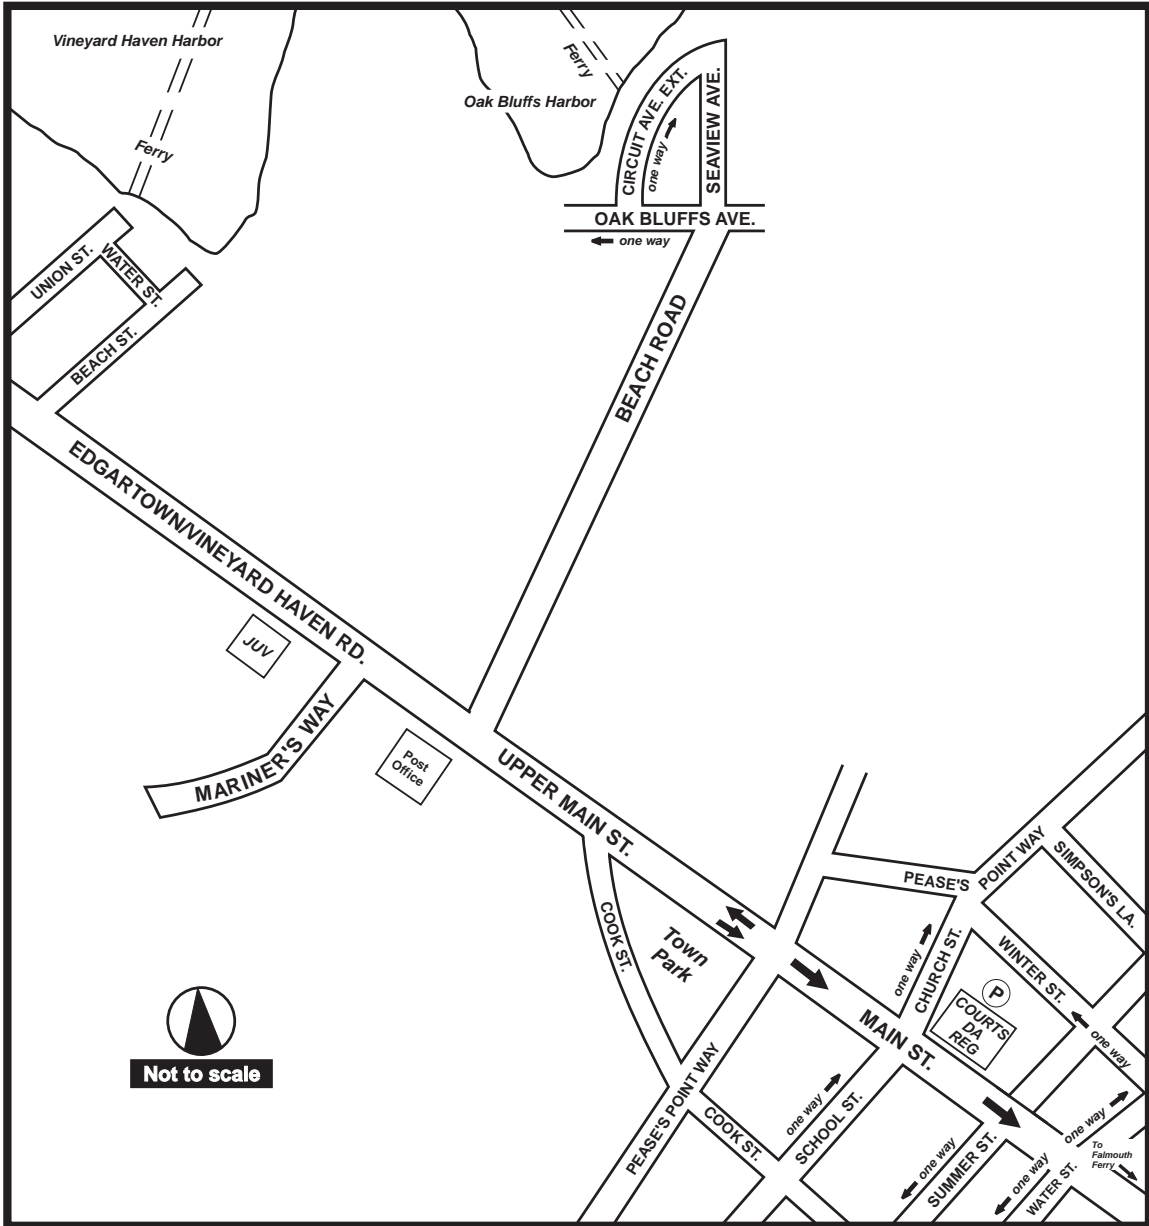 Vineyard Haven Harbor
Ferry
Oak Bluffs Harbor
Ferry
CIRCUIT AVE. EXT.
one way
SEAVIEW AVE.
OAK BLUFFS AVE.
one way
UNION ST.
WATER ST.
BEACH ST.
BEACH ROAD
EDGARTOWN/VINEYARD HAVEN RD.
JUV
MARINER'S WAY
Post
Office
UPPER MAIN ST.
COOK ST.
Town
Park
PEASE'S
POINT WAY
SIMPSON'S LA.
one way
CHURCH ST.
WINTER ST.
P
COURTS
DA
REG
MAIN ST.
one way
Not to scale
PEASE'S POINT WAY
COOK ST.
one way
SCHOOL ST.
one way
SUMMER ST.
one way
WATER ST.
one way
To
Falmouth
Ferry